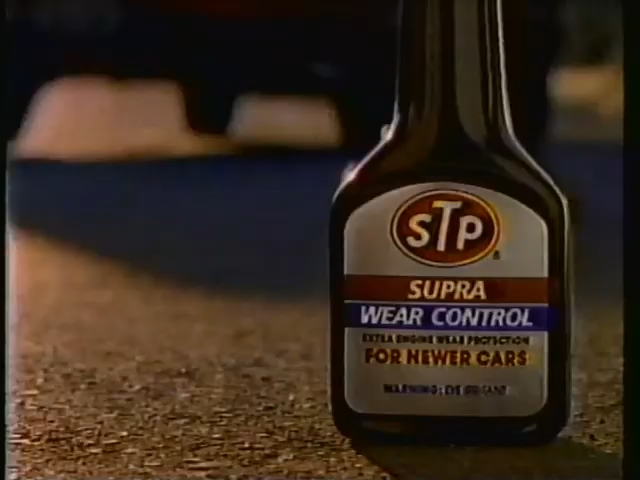 STP
SUPRA
WEAR CONTROL
EXTRA ENGINE WEAR PROTECTION
FOR NEWER CARS
WARNING: EYE IRRITANT